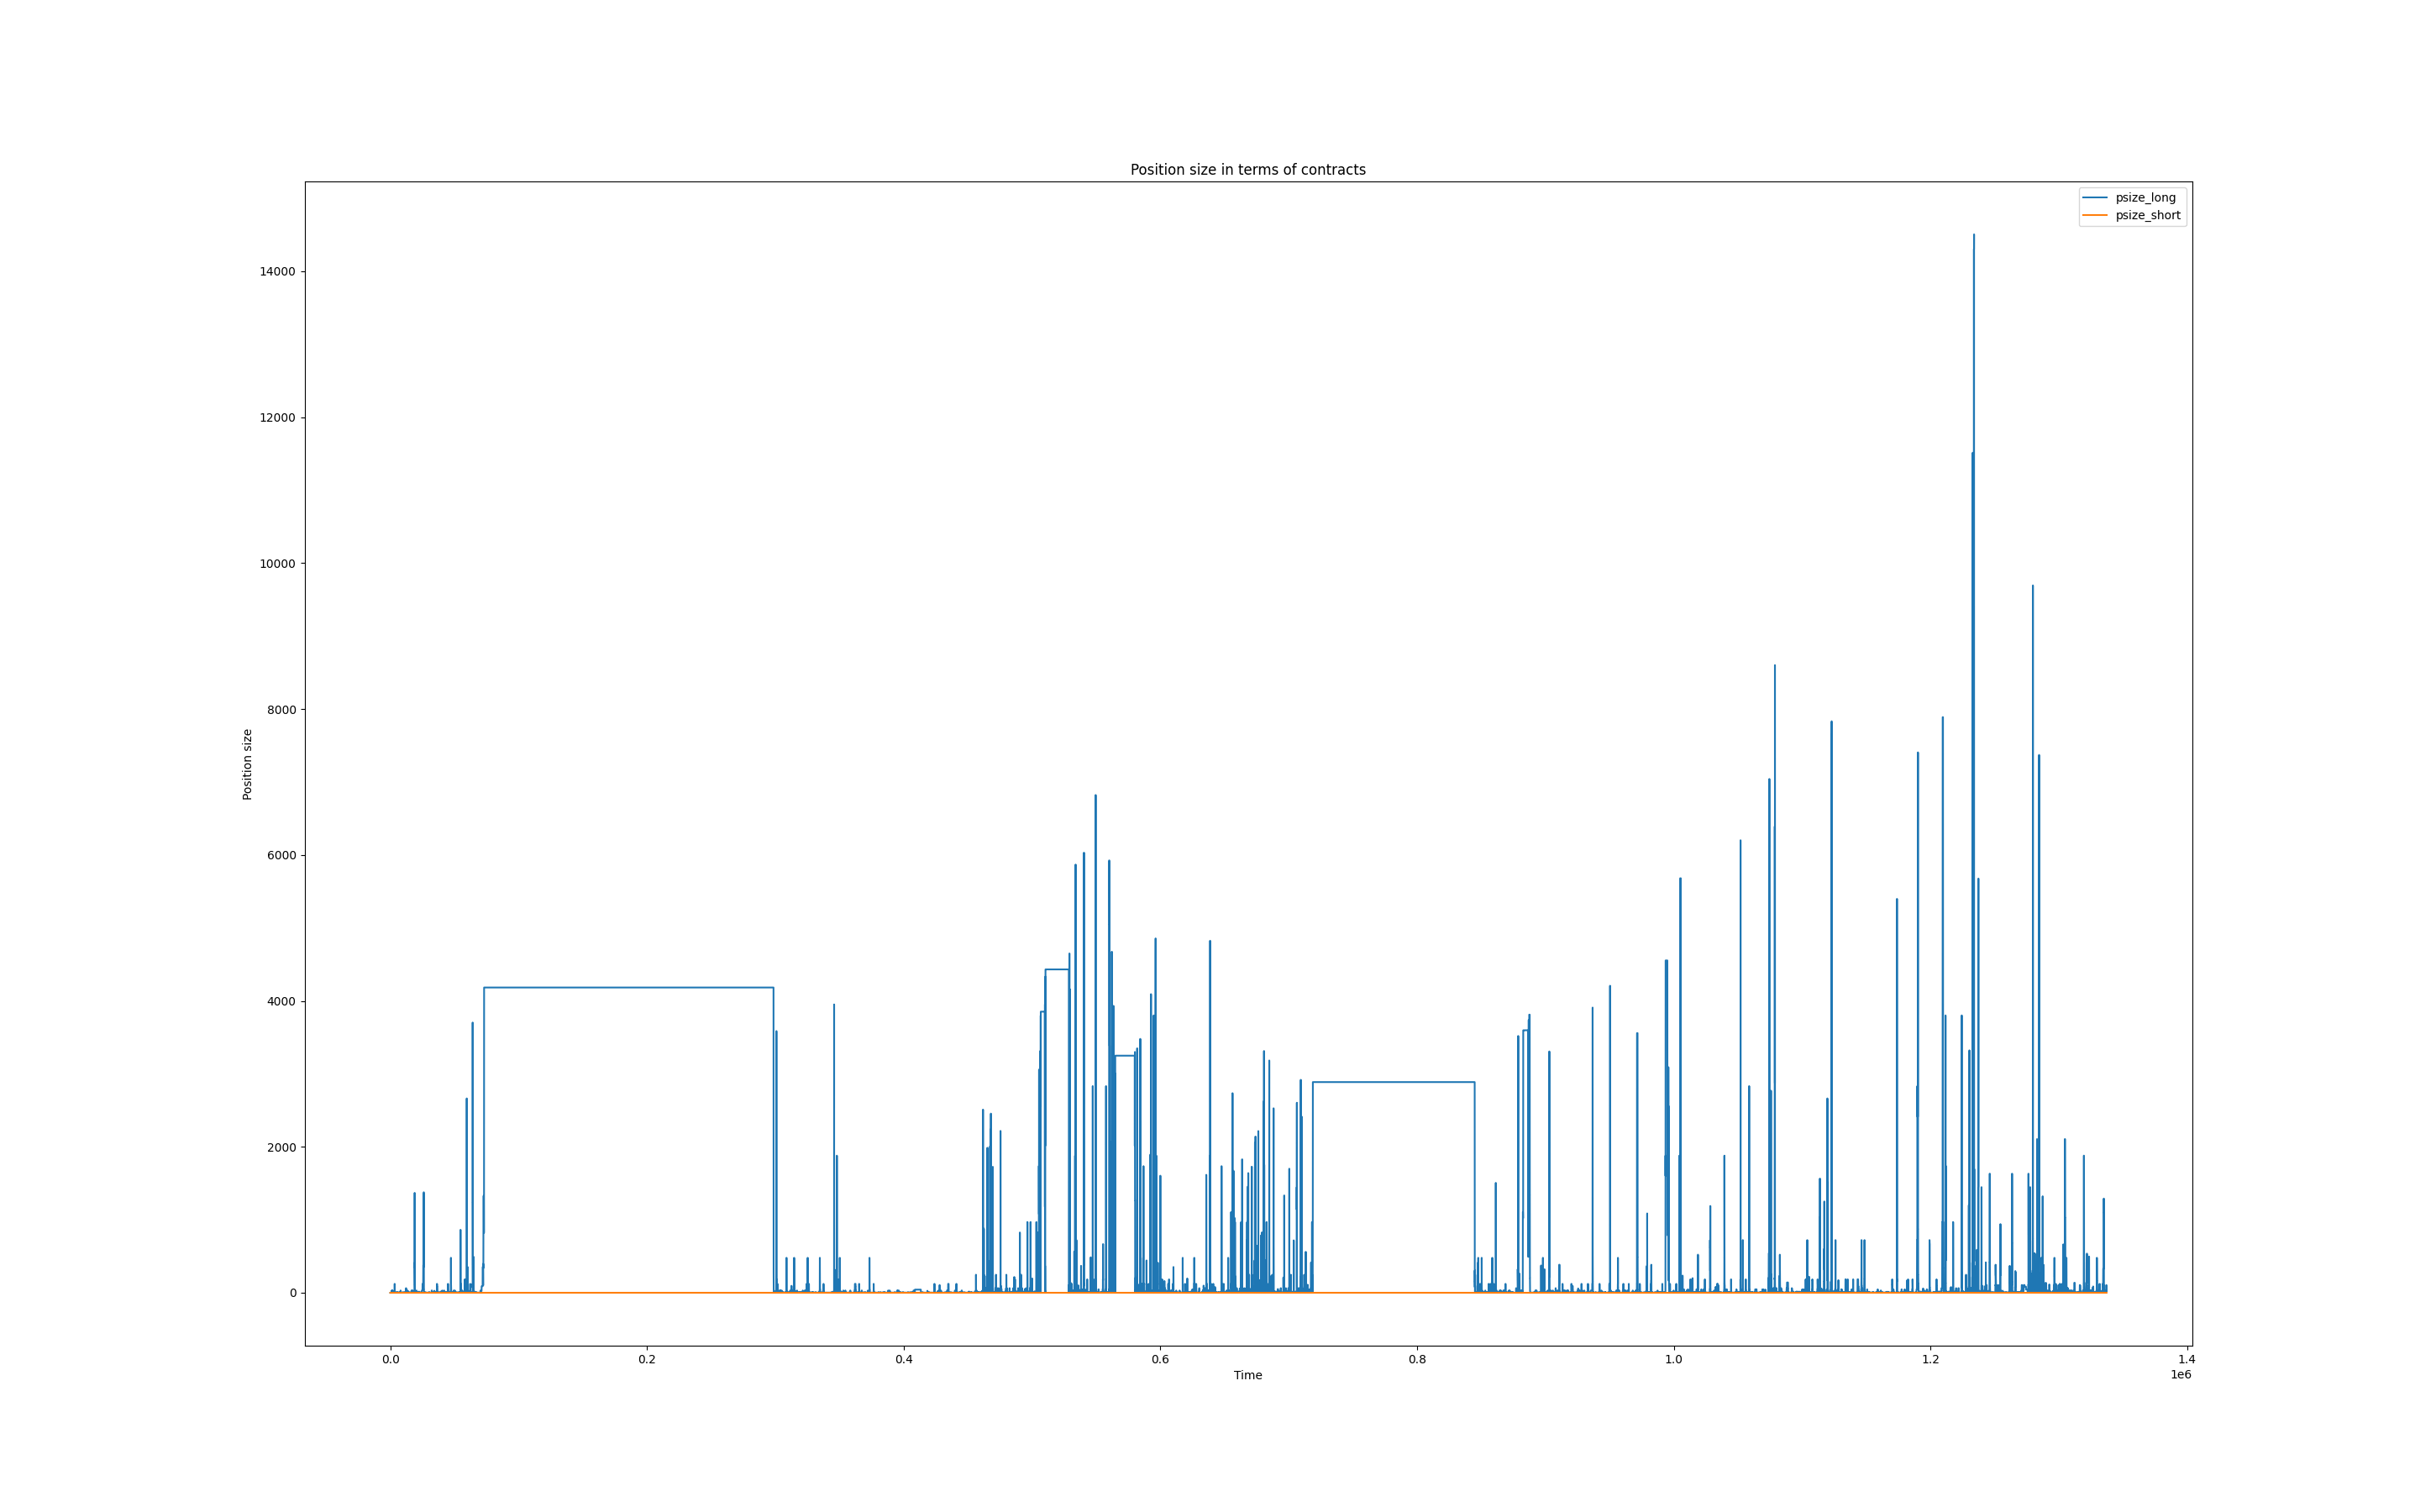 Position size in terms of contracts
psize_long
psize_short
14000
12000
10000
8000
6000
4000
2000
0
Position size
0.0 0.2 0.4 0.6 0.8 1.0 1.2 1.4
Time
1e6